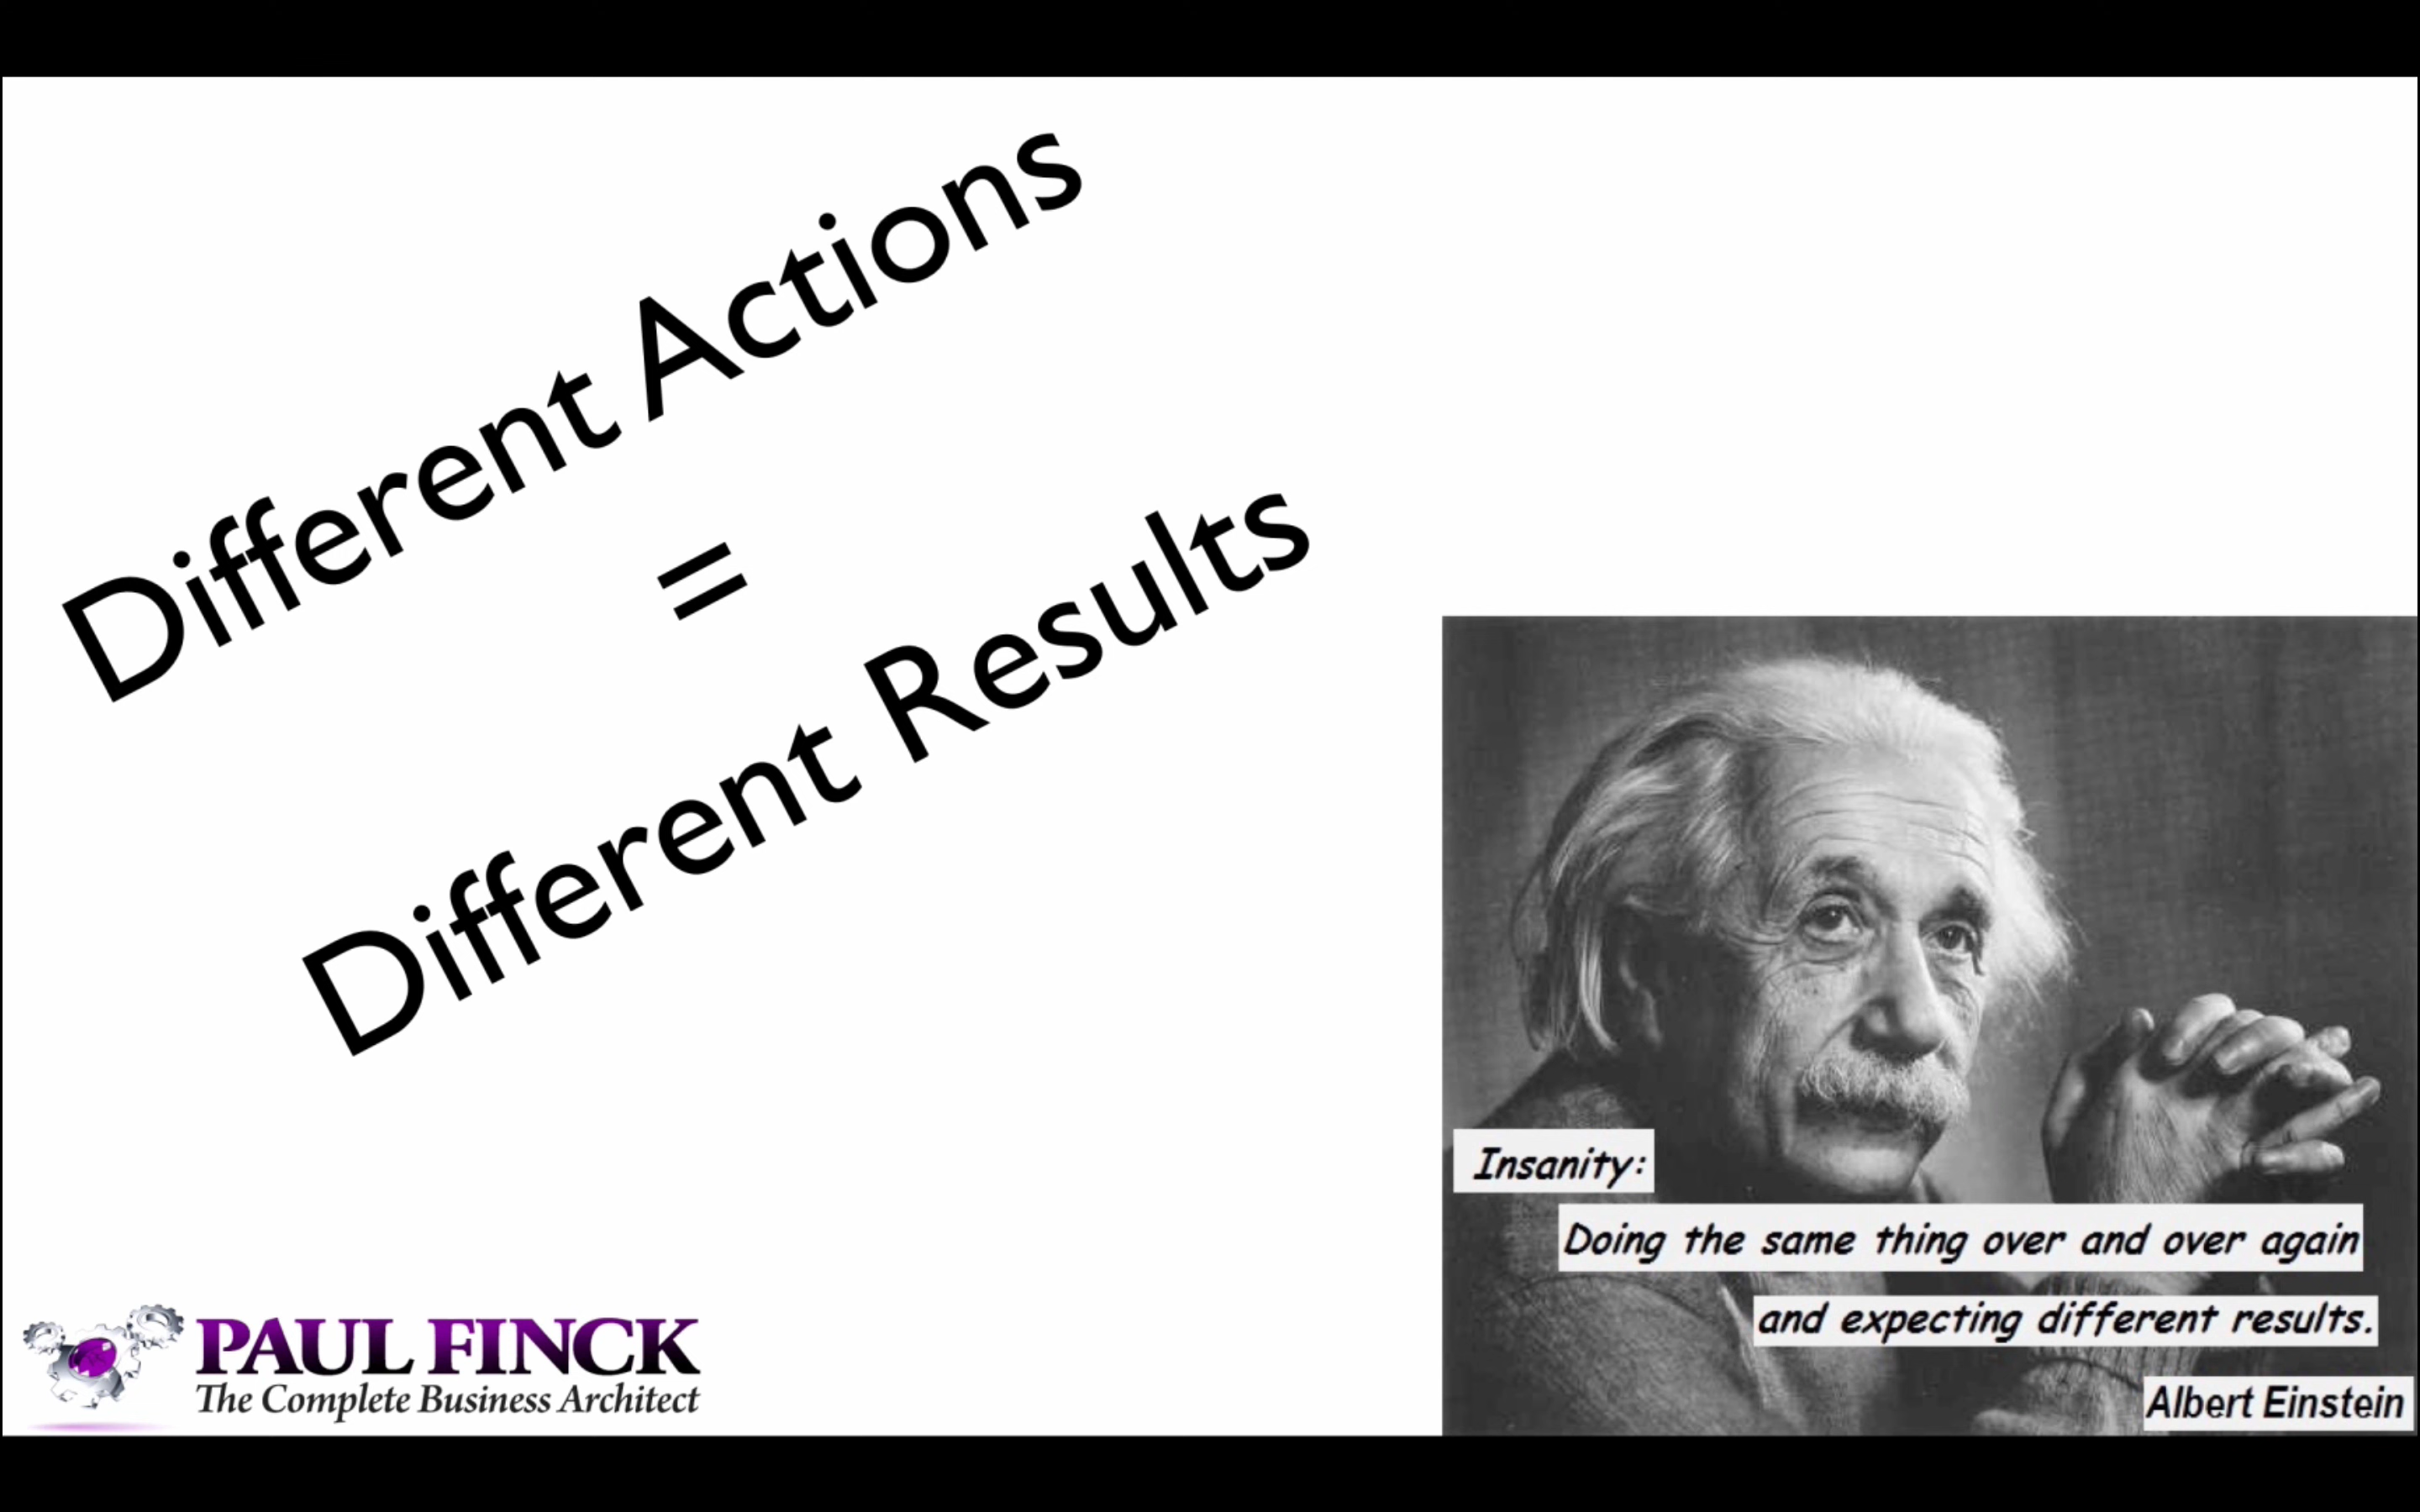 Different Actions
=
Different Results
Insanity:
Doing the same thing over and over again
and expecting different results.
Albert Einstein
PAUL FINCK
The Complete Business Architect